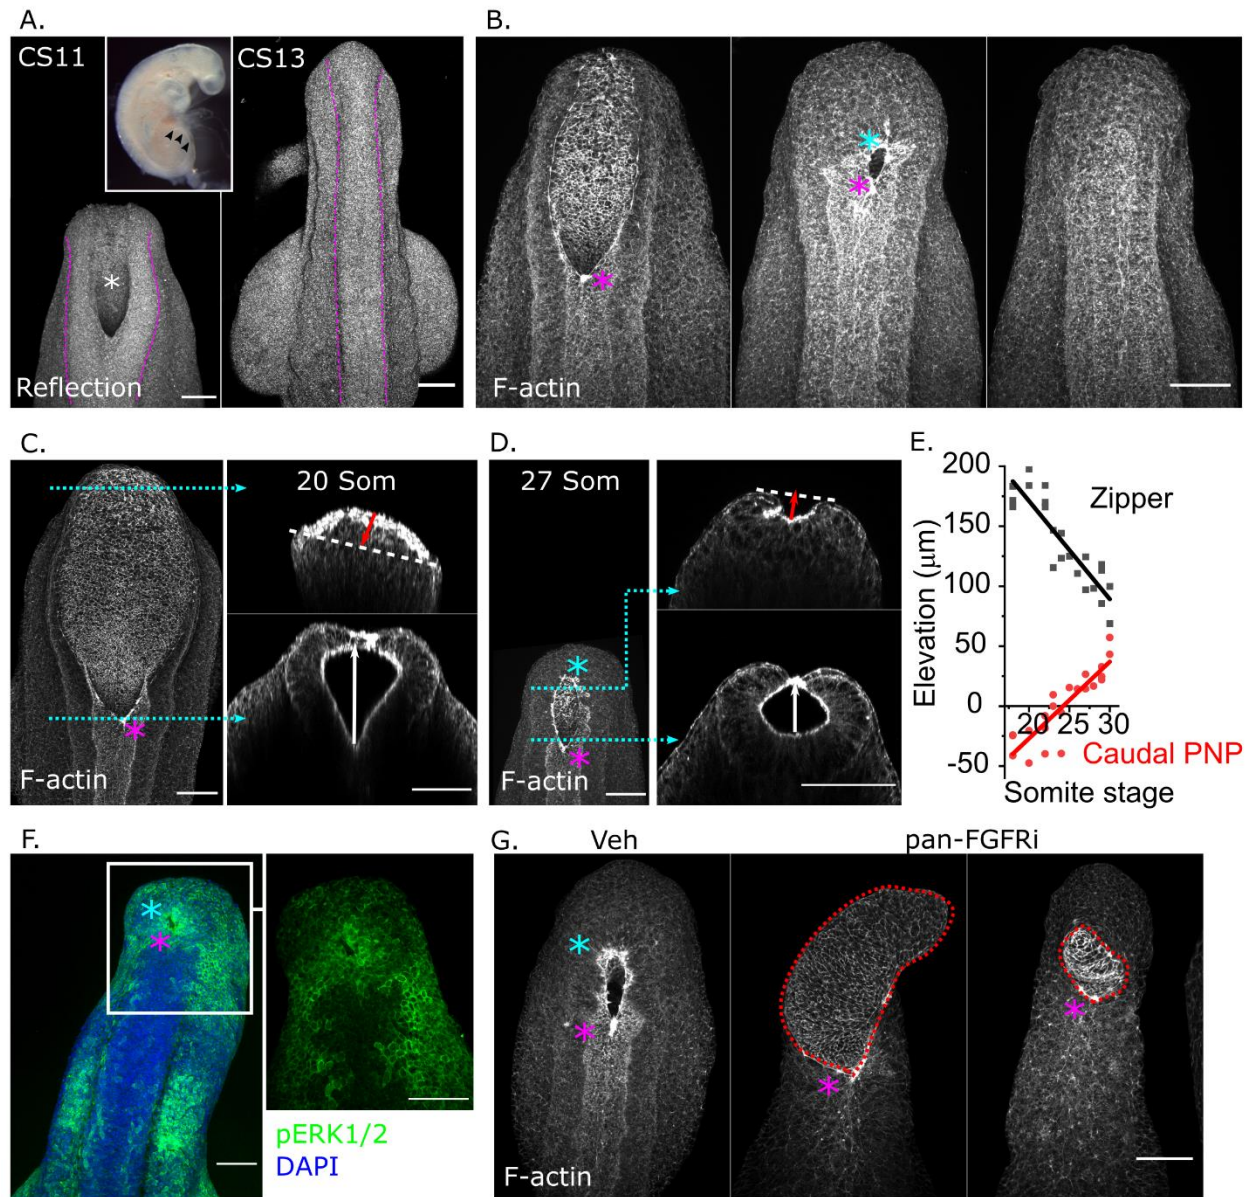 A.
CS11
CS13
Reflection
B.
F-actin
C.
20 Som
F-actin
D.
27 Som
F-actin
E.
200
150
100
50
0
-50
20 25 30
Elevation (µm)
Zipper
Caudal PNP
Somite stage
F.
pERK1/2
DAPI
G.
Veh
pan-FGFRi
F-actin